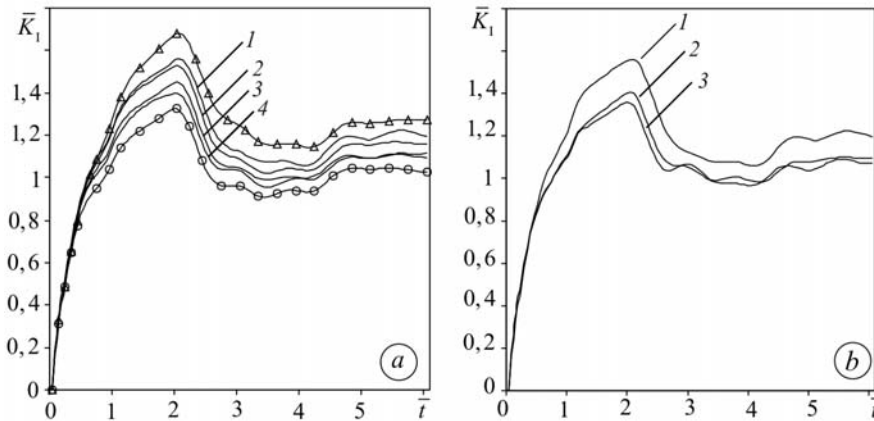 K̄₁ K̄₁
1 1
1,4 2 1,4 2
1,2 3 1,2 3
4
1 1
0,8 0,8
0,6 0,6
0,4 0,4
0,2 0,2
a b
0 0
0 1 2 3 4 5 t̄ 0 1 2 3 4 5 t̄